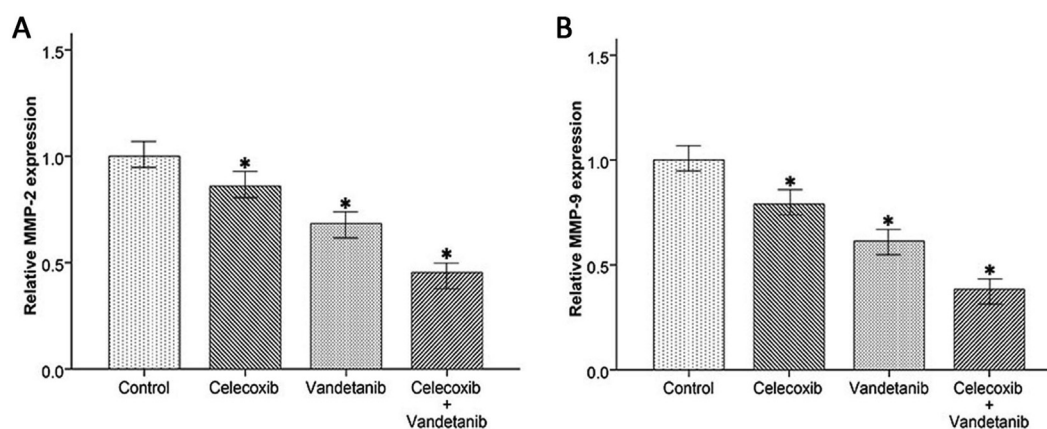 A
Relative MMP-2 expression
1.5
1.0
0.5
0.0
*
*
*
Control
Celecoxib
Vandetanib
Celecoxib
+
Vandetanib
B
Relative MMP-9 expression
1.5
1.0
0.5
0.0
*
*
*
Control
Celecoxib
Vandetanib
Celecoxib
+
Vandetanib